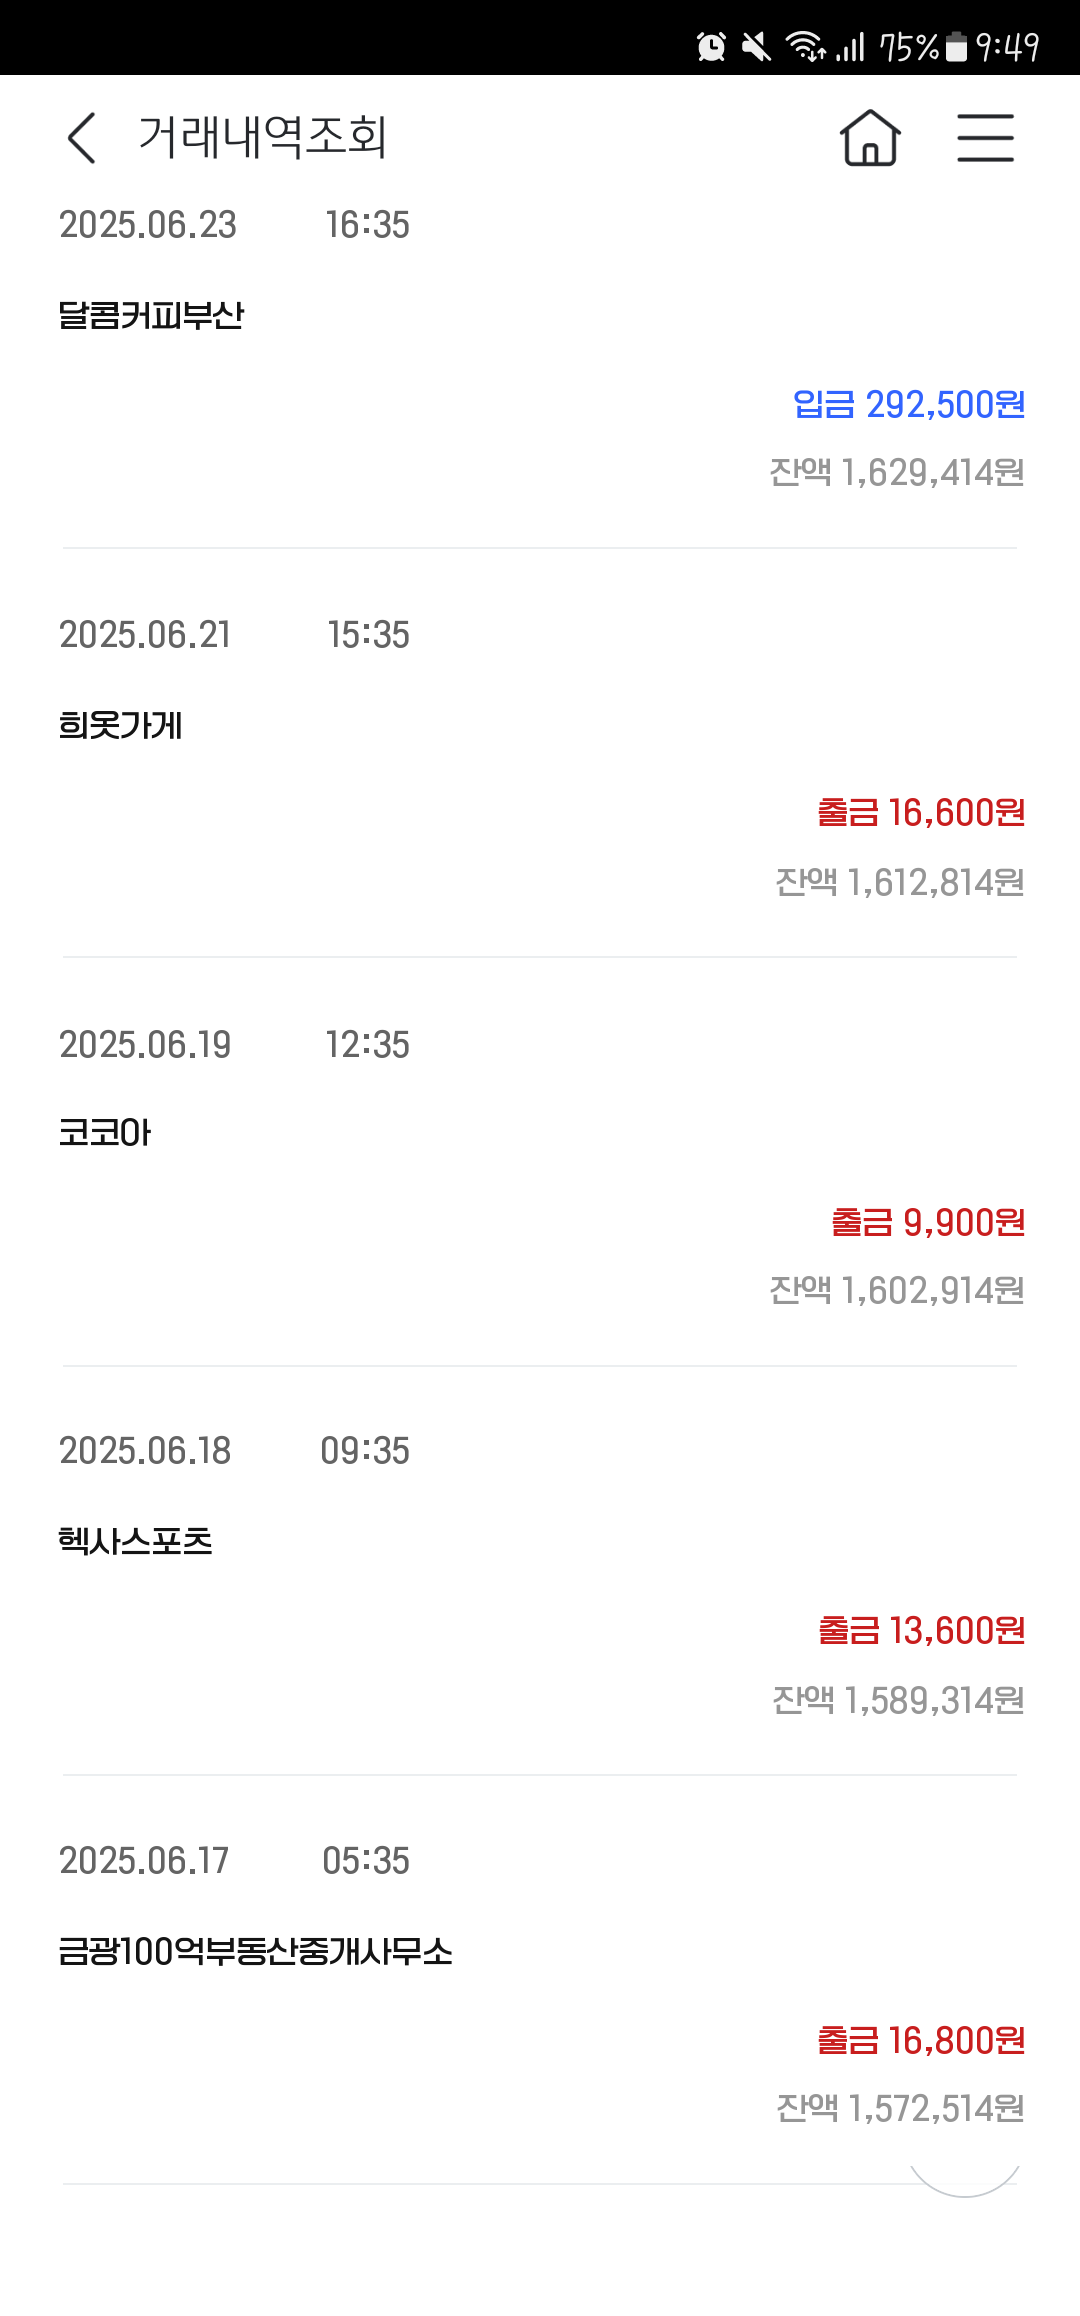 75% 9:49
거래내역조회
2025.06.23 16:35
달콤커피부산
입금 292,500원
잔액 1,629,414원
2025.06.21 15:35
희옷가게
출금 16,600원
잔액 1,612,814원
2025.06.19 12:35
코코아
출금 9,900원
잔액 1,602,914원
2025.06.18 09:35
헥사스포츠
출금 13,600원
잔액 1,589,314원
2025.06.17 05:35
금광100억부동산중개사무소
출금 16,800원
잔액 1,572,514원